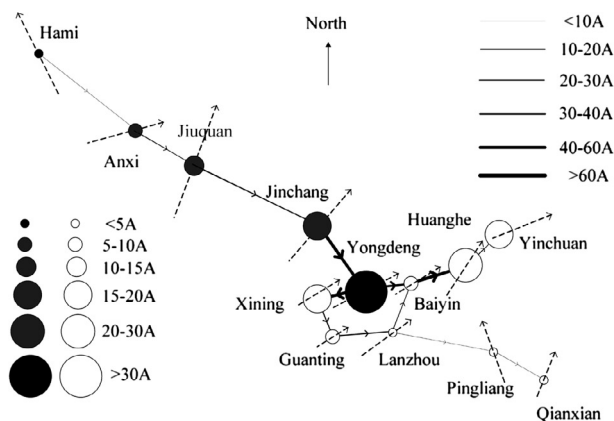 Hami
North
<10A
10-20A
20-30A
30-40A
40-60A
>60A
Anxi
Jiuquan
Jinchang
Huanghe
Yinchuan
Yongdeng
Xining
Baiyin
Guanting
Lanzhou
Pingliang
Qianxian
<5A
5-10A
10-15A
15-20A
20-30A
>30A